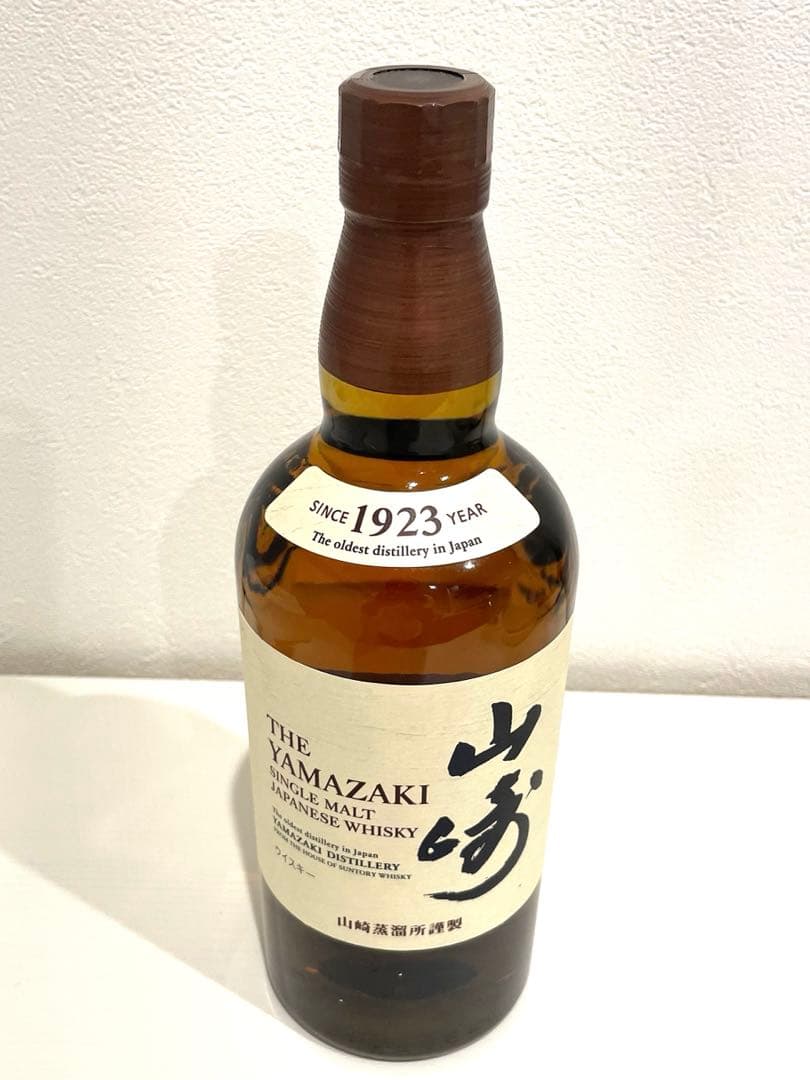 SINCE 1923 YEAR
The oldest distillery in Japan
THE
YAMAZAKI
SINGLE MALT
JAPANESE WHISKY
The oldest distillery in Japan
YAMAZAKI DISTILLERY
FROM THE HOUSE OF SUNTORY WHISKY
ウイスキー
山崎
山崎蒸溜所謹製